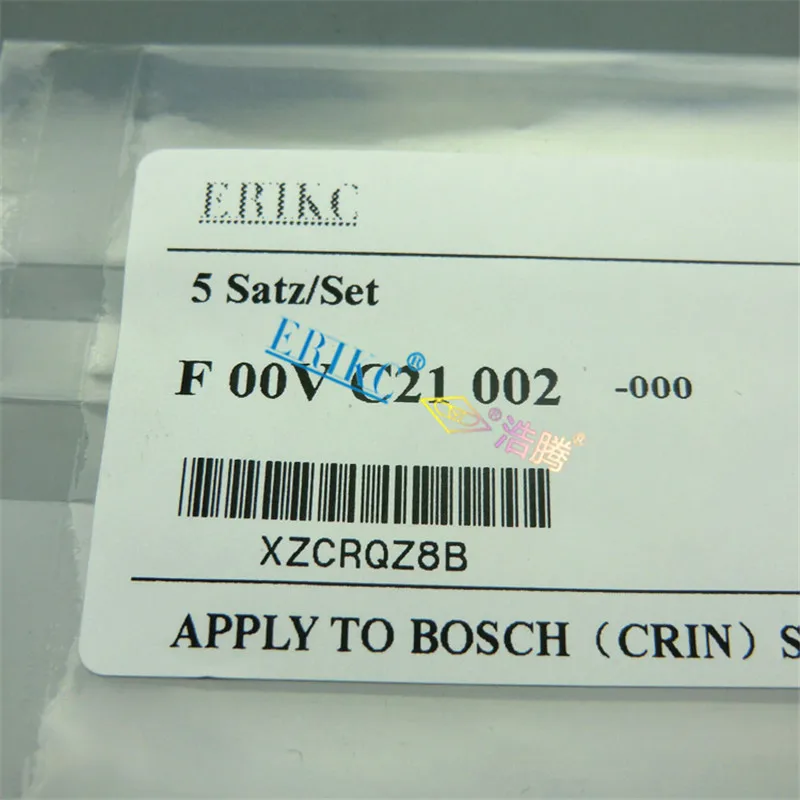 ERIKC
5 Satz/Set
ERIKC®
F 00V C21 002 -000
® 浩腾®
XZCRQZ8B
APPLY TO BOSCH（CRIN）S